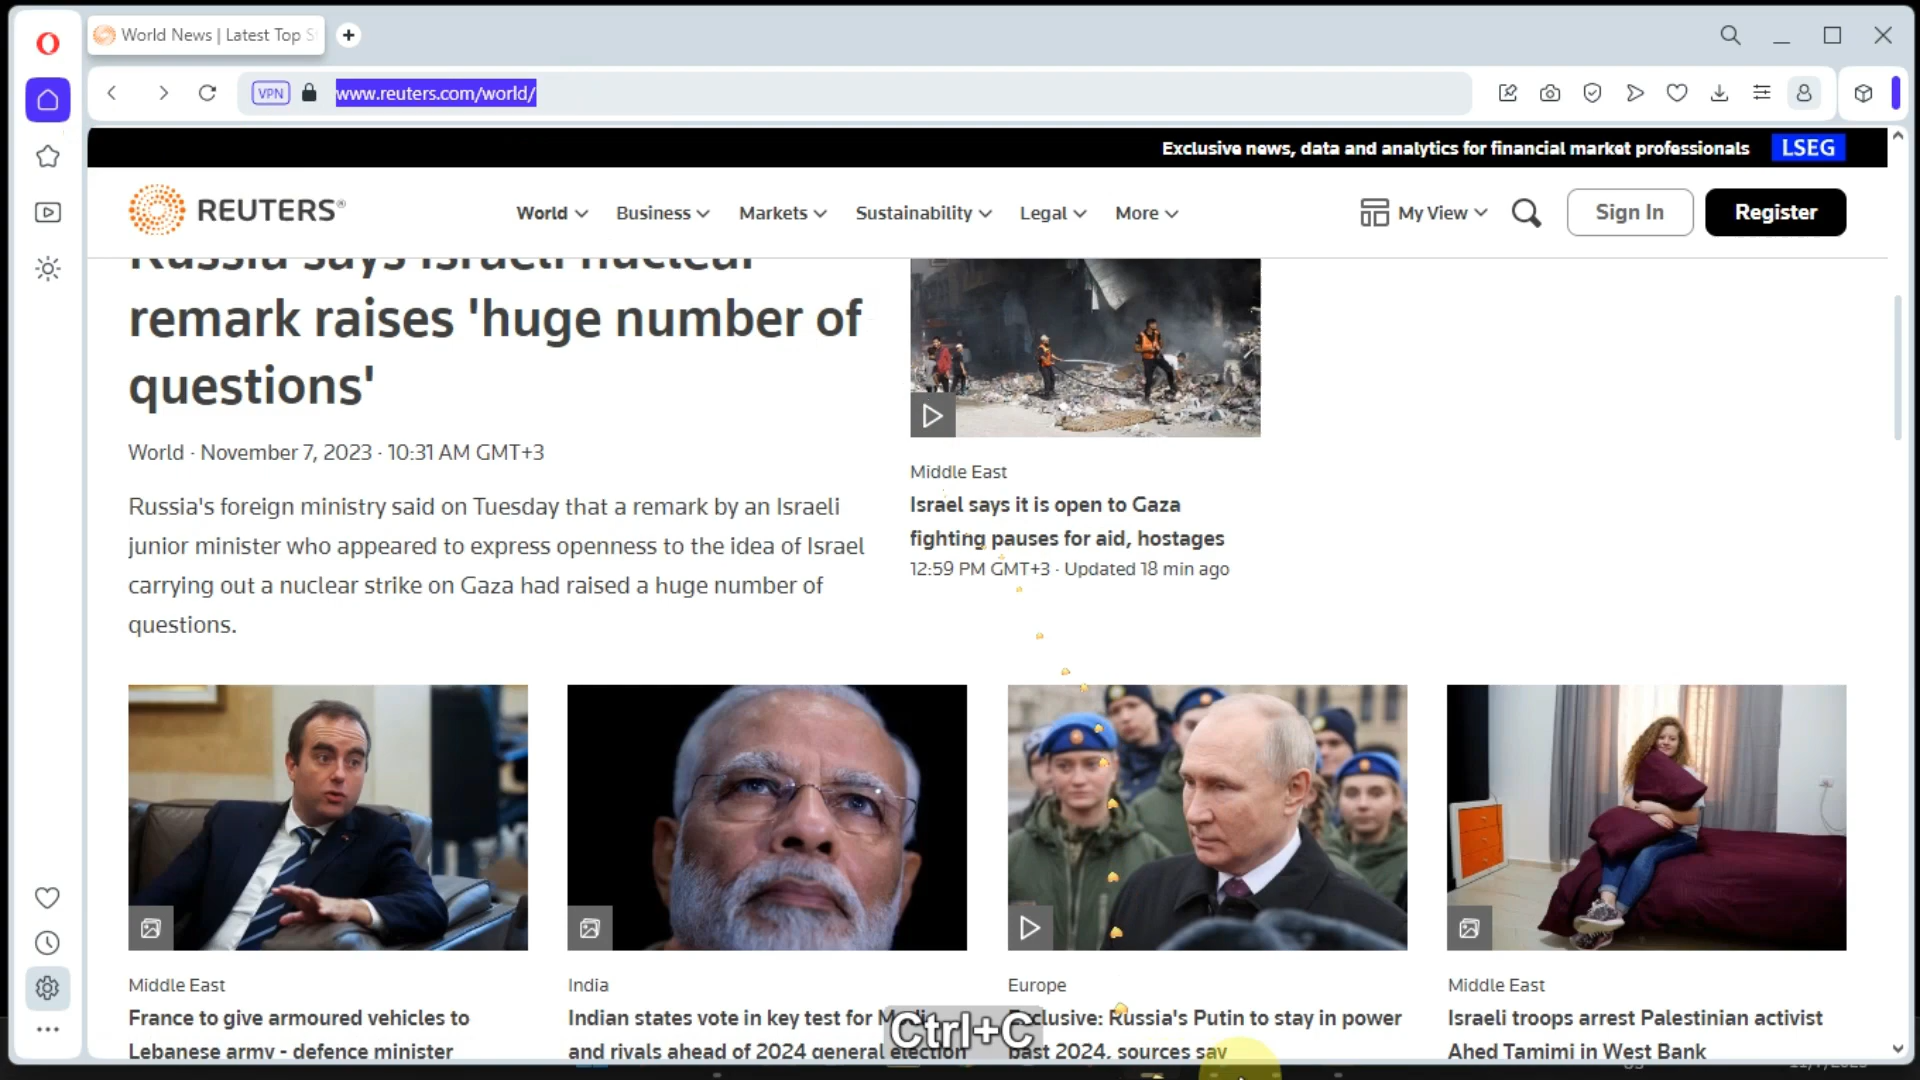 World News | Latest Top S
VPN
www.reuters.com/world/
Exclusive news, data and analytics for financial market professionals LSEG
REUTERS®
World
Business
Markets
Sustainability
Legal
More
My View
Sign In
Register
Russia says Israeli nuclear
remark raises 'huge number of
questions'
World · November 7, 2023 · 10:31 AM GMT+3
Russia's foreign ministry said on Tuesday that a remark by an Israeli
junior minister who appeared to express openness to the idea of Israel
carrying out a nuclear strike on Gaza had raised a huge number of
questions.
Middle East
Israel says it is open to Gaza
fighting pauses for aid, hostages
12:59 PM GMT+3 · Updated 18 min ago
Middle East
France to give armoured vehicles to
Lebanese army - defence minister
India
Indian states vote in key test for Modi
and rivals ahead of 2024 general election
Europe
Exclusive: Russia's Putin to stay in power
past 2024, sources say
Middle East
Israeli troops arrest Palestinian activist
Ahed Tamimi in West Bank
Ctrl+C